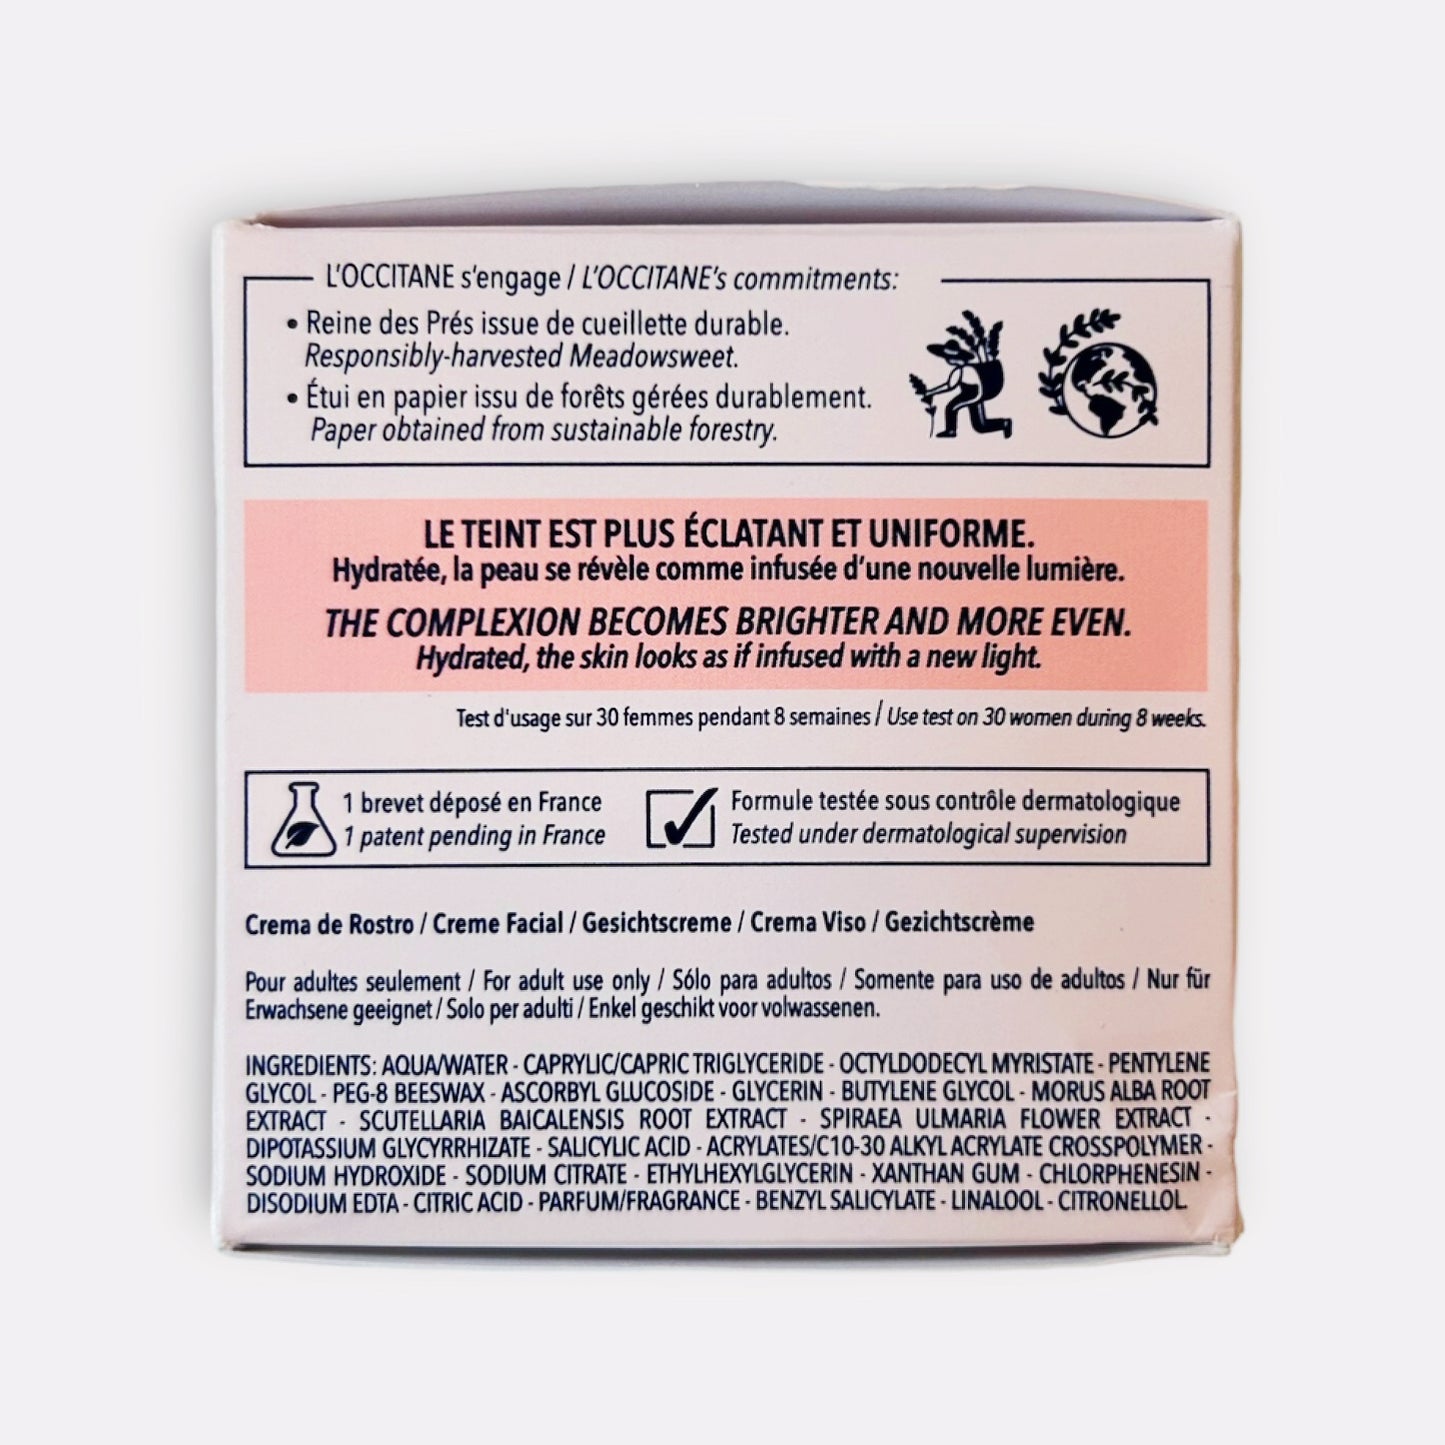 L'OCCITANE s'engage / L'OCCITANE's commitments:
• Reine des Prés issue de cueillette durable.
Responsibly-harvested Meadowsweet.
• Étui en papier issu de forêts gérées durablement.
Paper obtained from sustainable forestry.
LE TEINT EST PLUS ÉCLATANT ET UNIFORME.
Hydratée, la peau se révèle comme infusée d'une nouvelle lumière.
THE COMPLEXION BECOMES BRIGHTER AND MORE EVEN.
Hydrated, the skin looks as if infused with a new light.
Test d'usage sur 30 femmes pendant 8 semaines / Use test on 30 women during 8 weeks.
1 brevet déposé en France
1 patent pending in France
Formule testée sous contrôle dermatologique
Tested under dermatological supervision
Crema de Rostro / Creme Facial / Gesichtscreme / Crema Viso / Gezichtscrème
Pour adultes seulement / For adult use only / Sólo para adultos / Somente para uso de adultos / Nur für
Erwachsene geeignet / Solo per adulti / Enkel geschikt voor volwassenen.
INGREDIENTS: AQUA/WATER - CAPRYLIC/CAPRIC TRIGLYCERIDE - OCTYLDODECYL MYRISTATE - PENTYLENE
GLYCOL - PEG-8 BEESWAX - ASCORBYL GLUCOSIDE - GLYCERIN - BUTYLENE GLYCOL - MORUS ALBA ROOT
EXTRACT - SCUTELLARIA BAICALENSIS ROOT EXTRACT - SPIRAEA ULMARIA FLOWER EXTRACT -
DIPOTASSIUM GLYCYRRHIZATE - SALICYLIC ACID - ACRYLATES/C10-30 ALKYL ACRYLATE CROSSPOLYMER -
SODIUM HYDROXIDE - SODIUM CITRATE - ETHYLHEXYLGLYCERIN - XANTHAN GUM - CHLORPHENESIN -
DISODIUM EDTA - CITRIC ACID - PARFUM/FRAGRANCE - BENZYL SALICYLATE - LINALOOL - CITRONELLOL.